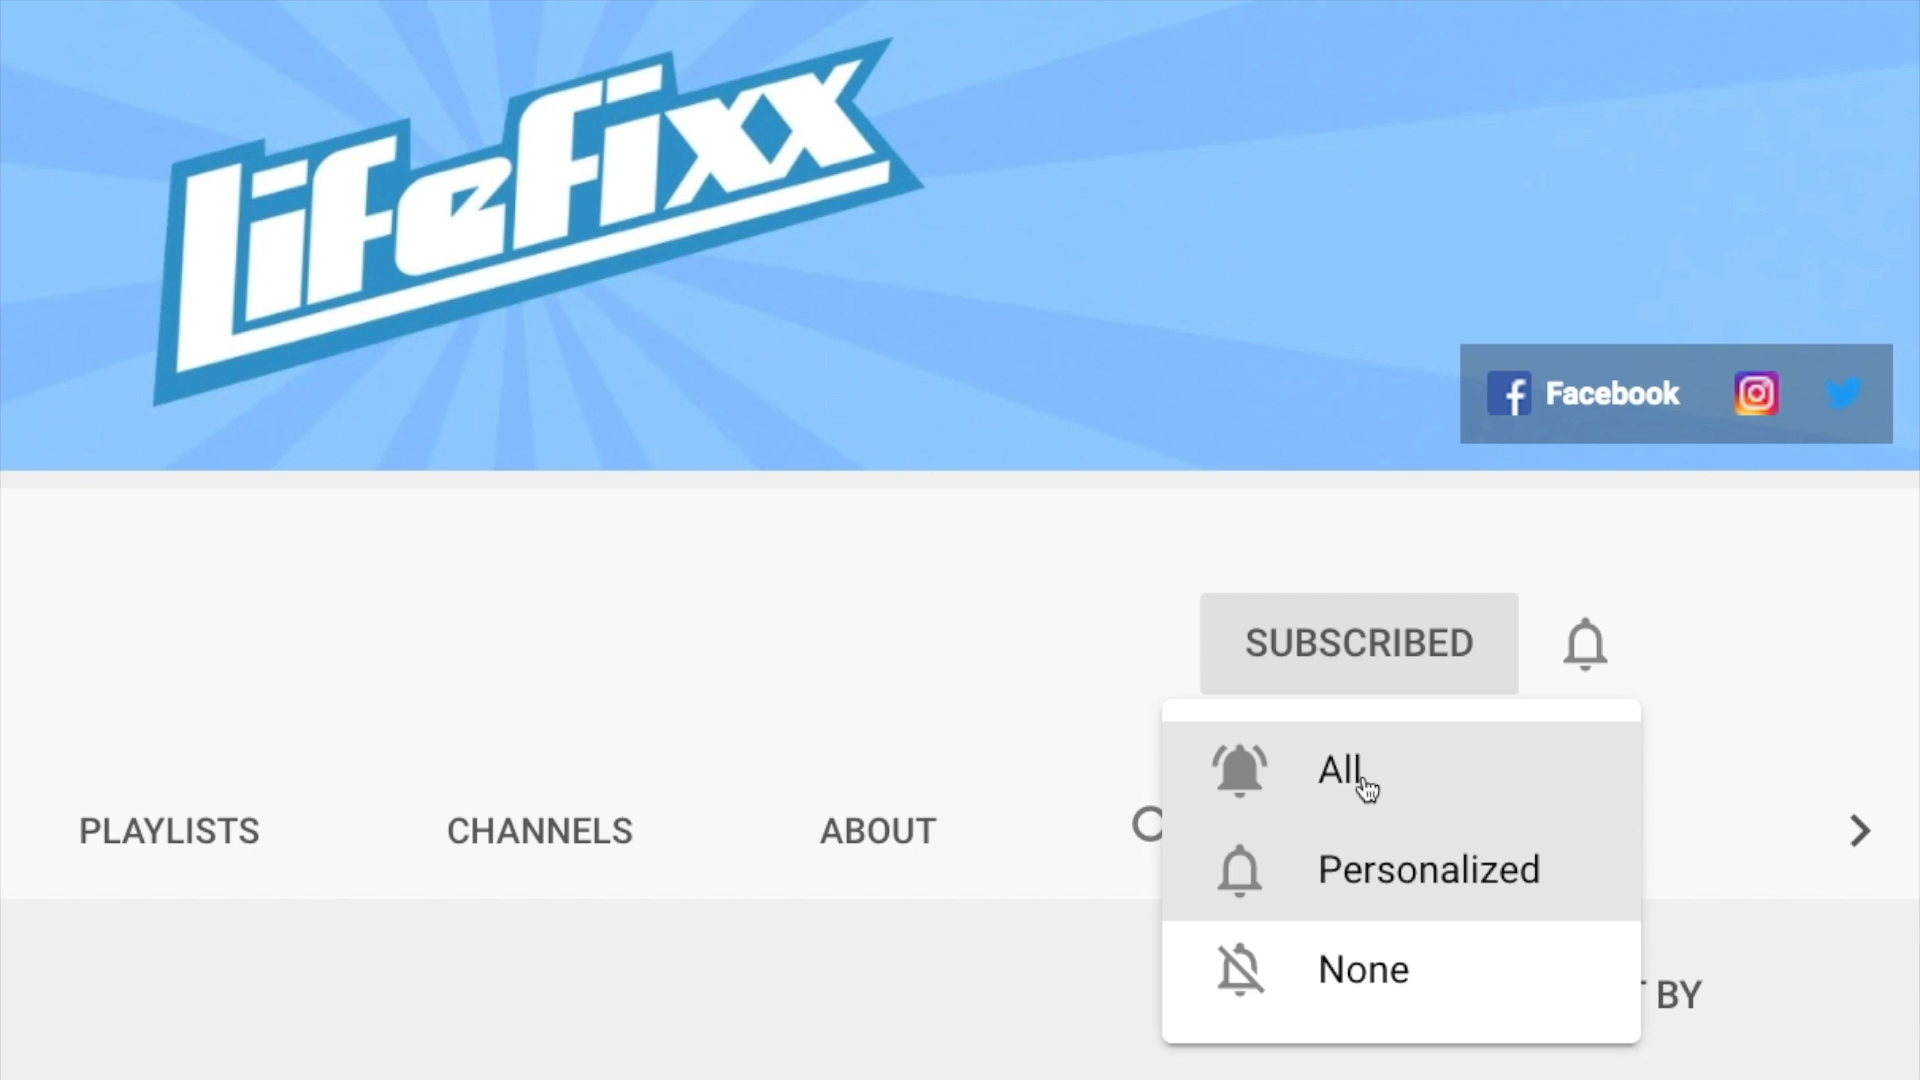 Lifefixx
Facebook
SUBSCRIBED
All
PLAYLISTS CHANNELS ABOUT
Personalized
None
BY